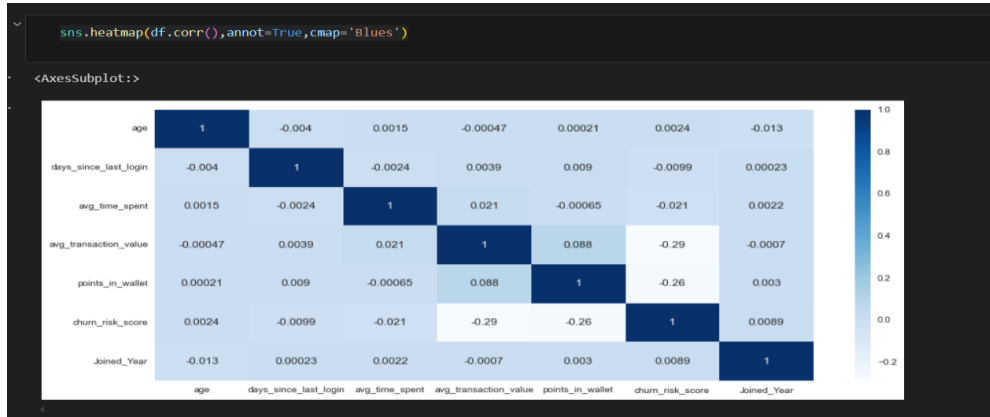 sns.heatmap(df.corr(),annot=True,cmap='Blues')
<AxesSubplot:>
1.0
age 1 -0.004 0.0015 -0.00047 0.00021 0.0024 -0.013
0.8
days_since_last_login -0.004 1 -0.0024 0.0039 0.009 -0.0099 0.00023
0.6
avg_time_spent 0.0015 -0.0024 1 0.021 -0.00065 -0.021 0.0022
0.4
avg_transaction_value -0.00047 0.0039 0.021 1 0.088 -0.29 -0.0007
0.2
points_in_wallet 0.00021 0.009 -0.00065 0.088 1 -0.26 0.003
0.0
churn_risk_score 0.0024 -0.0099 -0.021 -0.29 -0.26 1 0.0089
-0.2
Joined_Year -0.013 0.00023 0.0022 -0.0007 0.003 0.0089 1
age days_since_last_login avg_time_spent avg_transaction_value points_in_wallet churn_risk_score Joined_Year